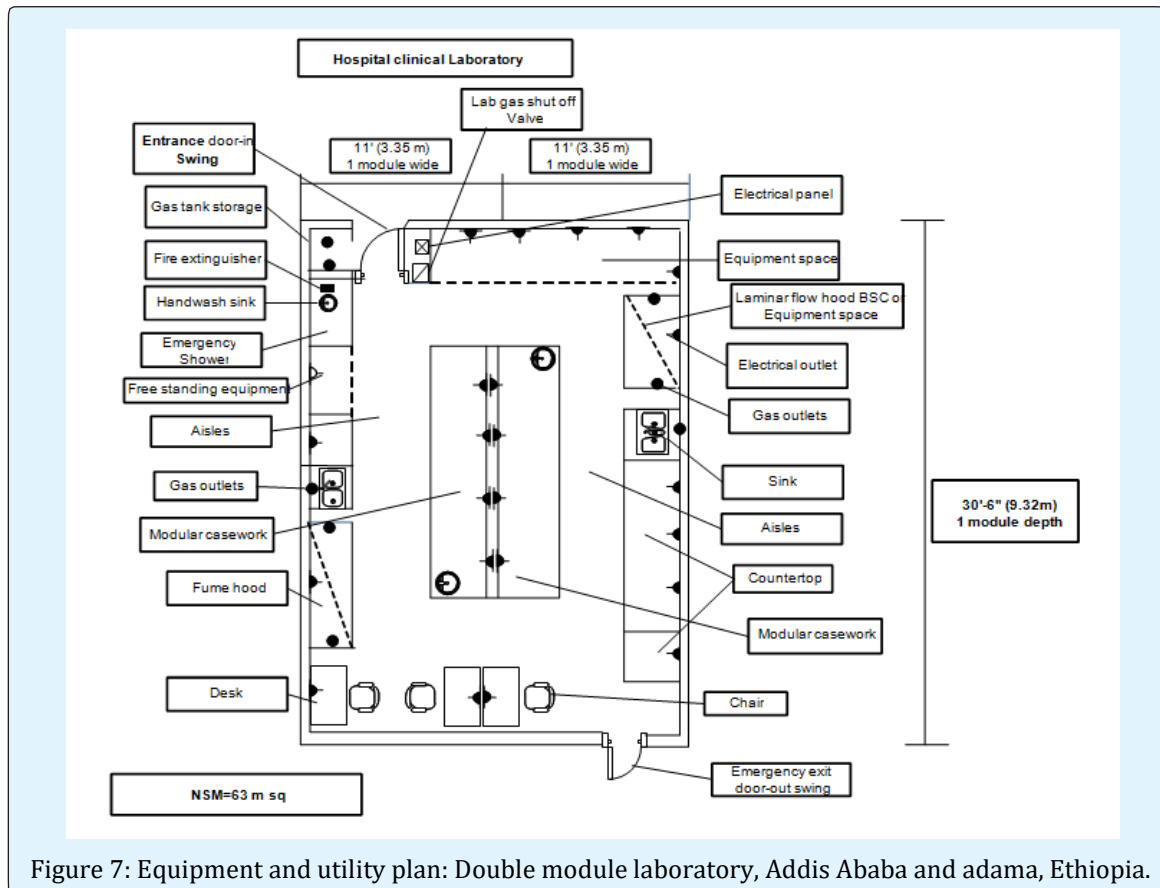 Hospital clinical Laboratory
Lab gas shut off
Valve
Entrance door-in
Swing
11' (3.35 m)
1 module wide
11' (3.35 m)
1 module wide
Gas tank storage
Fire extinguisher
Handwash sink
Emergency
Shower
Free standing equipment
Aisles
Gas outlets
Modular casework
Fume hood
Desk
Electrical panel
Equipment space
Laminar flow hood BSC or
Equipment space
Electrical outlet
Gas outlets
Sink
Aisles
Countertop
Modular casework
Chair
Emergency exit
door-out swing
30'-6" (9.32m)
1 module depth
NSM=63 m sq
Figure 7: Equipment and utility plan: Double module laboratory, Addis Ababa and adama, Ethiopia.